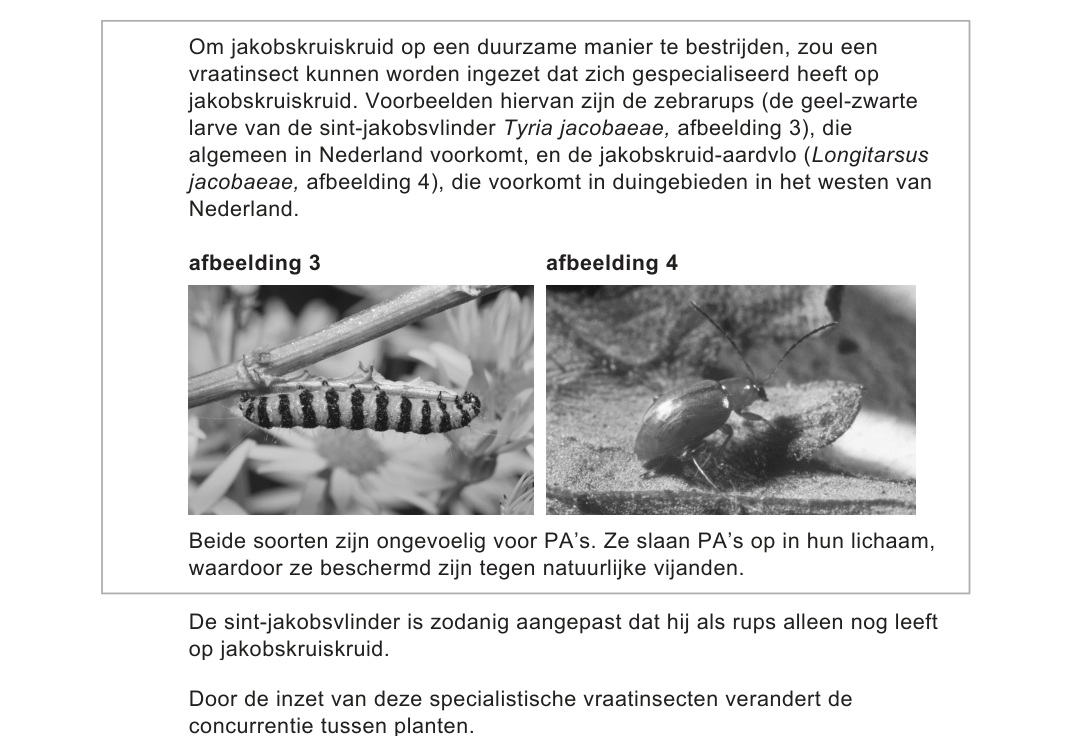 Om jakobskruiskruid op een duurzame manier te bestrijden, zou een
vraatinsect kunnen worden ingezet dat zich gespecialiseerd heeft op
jakobskruiskruid. Voorbeelden hiervan zijn de zebrarups (de geel-zwarte
larve van de sint-jakobsvlinder Tyria jacobaeae, afbeelding 3), die
algemeen in Nederland voorkomt, en de jakobskruid-aardvlo (Longitarsus
jacobaeae, afbeelding 4), die voorkomt in duingebieden in het westen van
Nederland.
afbeelding 3
afbeelding 4
Beide soorten zijn ongevoelig voor PA’s. Ze slaan PA’s op in hun lichaam,
waardoor ze beschermd zijn tegen natuurlijke vijanden.
De sint-jakobsvlinder is zodanig aangepast dat hij als rups alleen nog leeft
op jakobskruiskruid.
Door de inzet van deze specialistische vraatinsecten verandert de
concurrentie tussen planten.